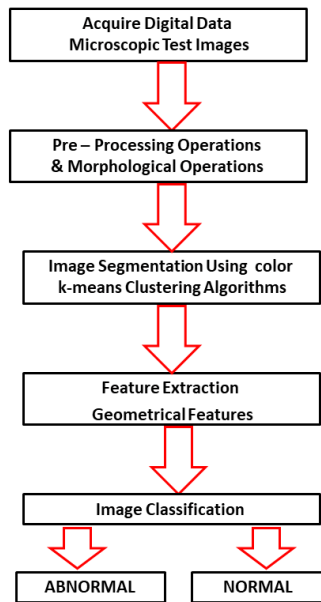 Acquire Digital Data
Microscopic Test Images
Pre – Processing Operations
& Morphological Operations
Image Segmentation Using color
k-means Clustering Algorithms
Feature Extraction
Geometrical Features
Image Classification
ABNORMAL
NORMAL